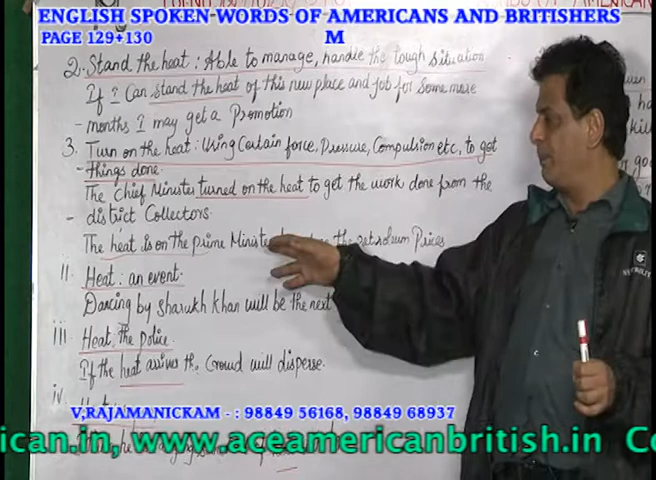 ENGLISH SPOKEN WORDS OF AMERICANS AND BRITISHERS
PAGE 129+130 M
2. Stand the heat : Able to manage, handle the tough situation
If I Can stand the heat of this new place and job for Some more
- months I may get a Promotion
3. Turn on the heat : Using Certain force, Pressure, Compulsion etc, to get
- things done
The Chief Minister turned on the heat to get the work done from the
- district Collectors
The heat is on the prime Minister the petroleum Prices
ii Heat : an event
Dancing by sharukh Khan will be the next
iii Heat, the police
If the heat arrives the Crowd will disperse.
iv
V,RAJAMANICKAM - : 98849 56168, 98849 68937
ican.in, www.aceamericanbritish.in Co